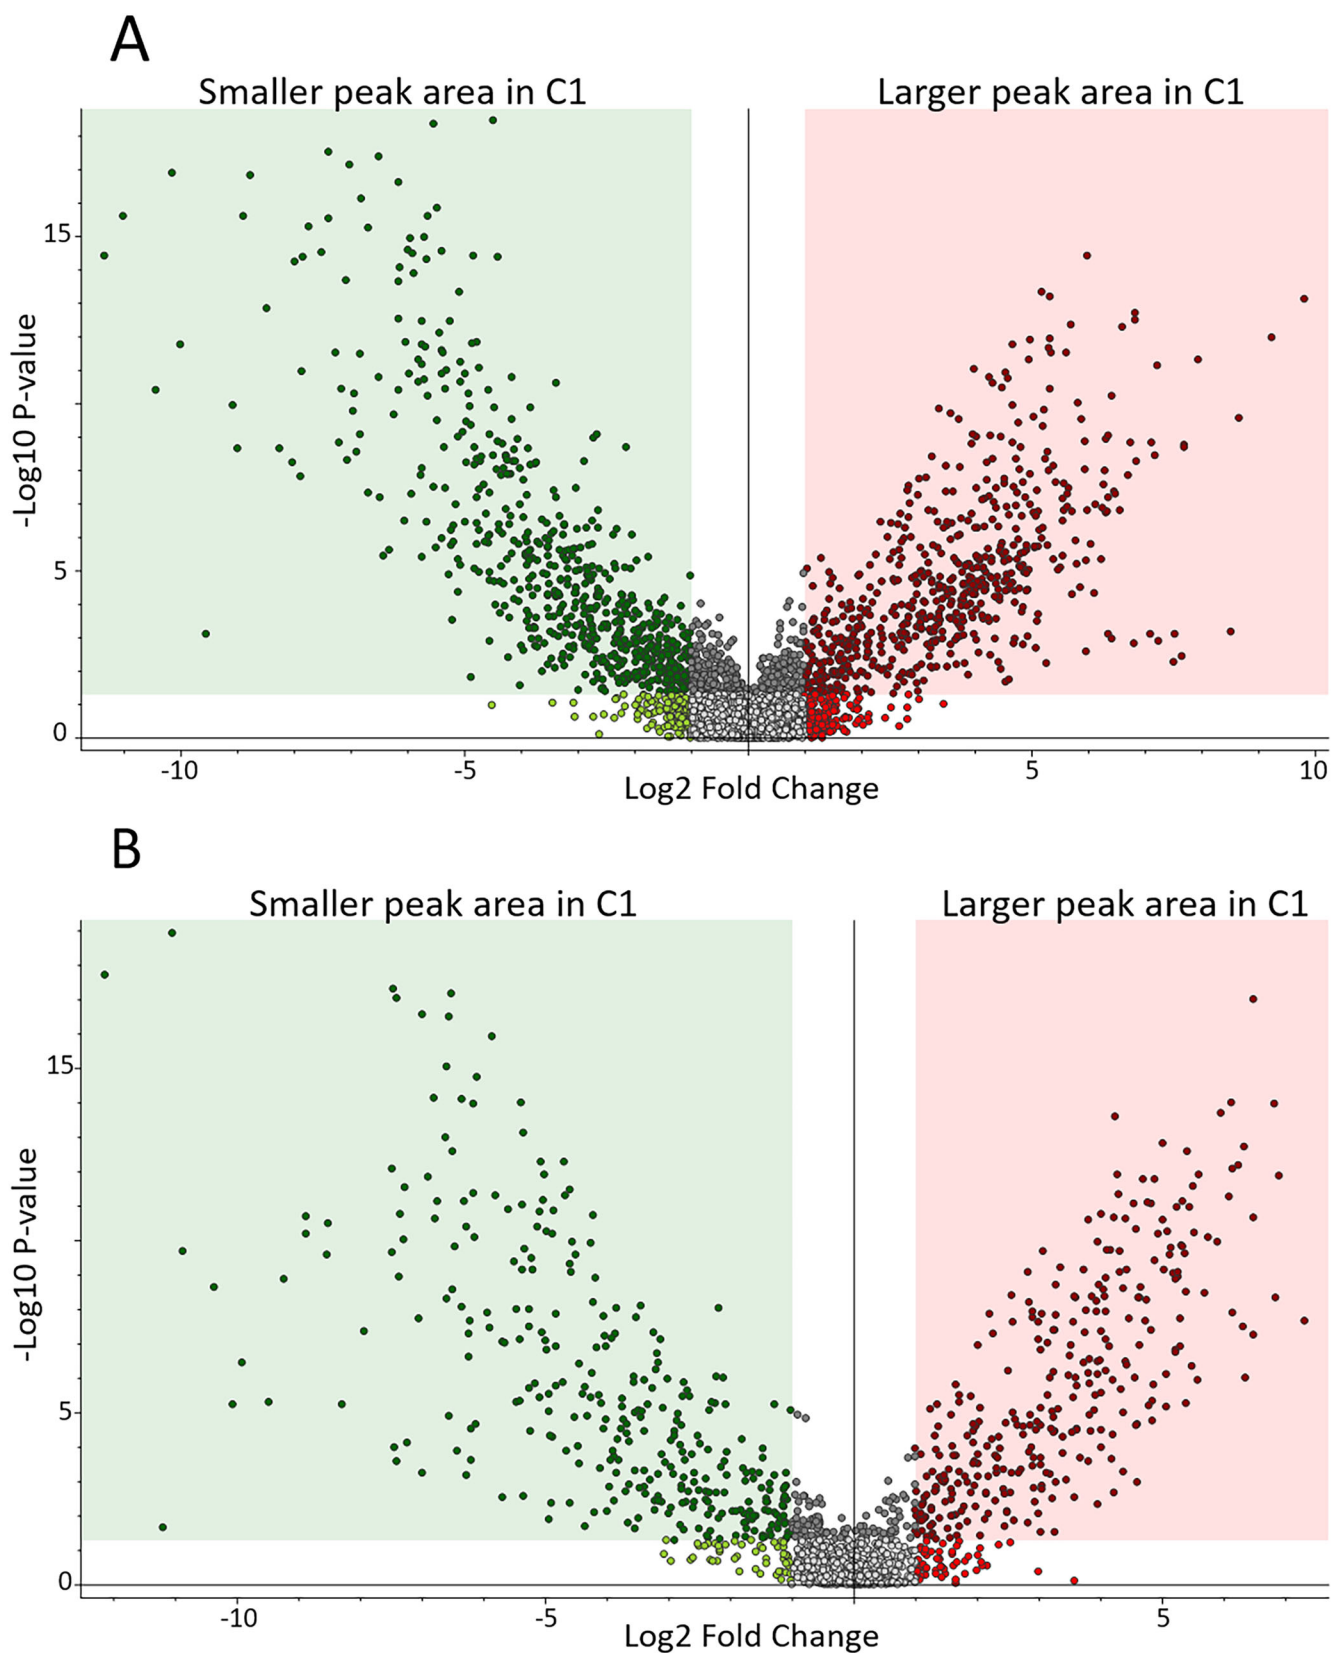 A
Smaller peak area in C1
Larger peak area in C1
-Log10 P-value
15
5
0
-10
-5
5
10
Log2 Fold Change
B
Smaller peak area in C1
Larger peak area in C1
-Log10 P-value
15
5
0
-10
-5
5
Log2 Fold Change